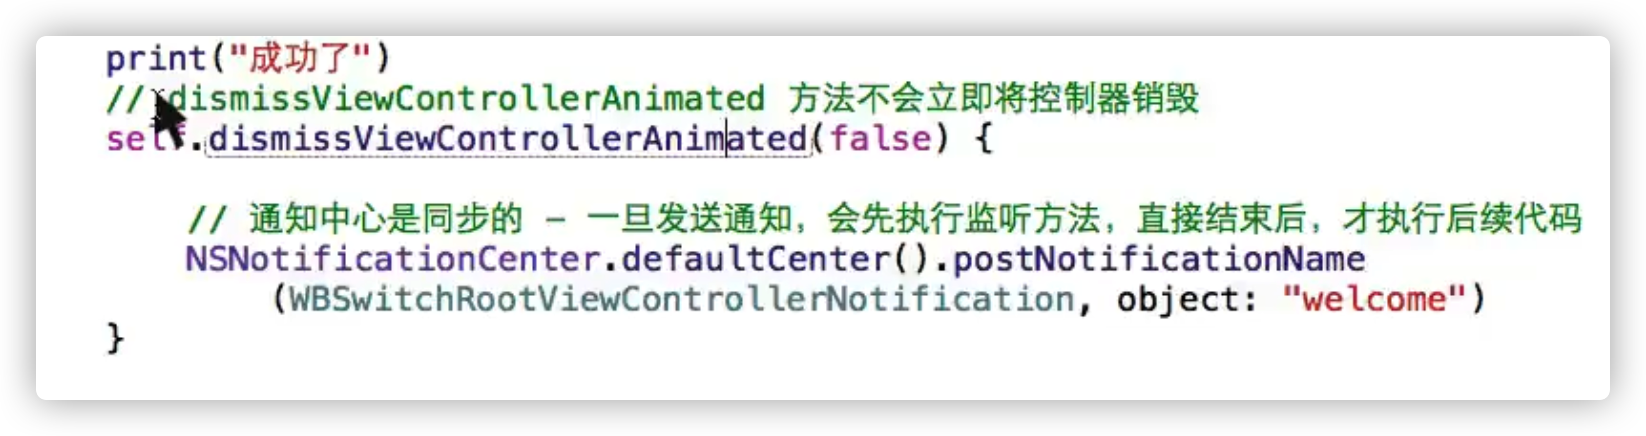 print("成功了")
// dismissViewControllerAnimated 方法不会立即将控制器销毁
self.dismissViewControllerAnimated(false) {
// 通知中心是同步的 - 一旦发送通知，会先执行监听方法，直接结束后，才执行后续代码
NSNotificationCenter.defaultCenter().postNotificationName
(WBSwitchRootViewControllerNotification, object: "welcome")
}